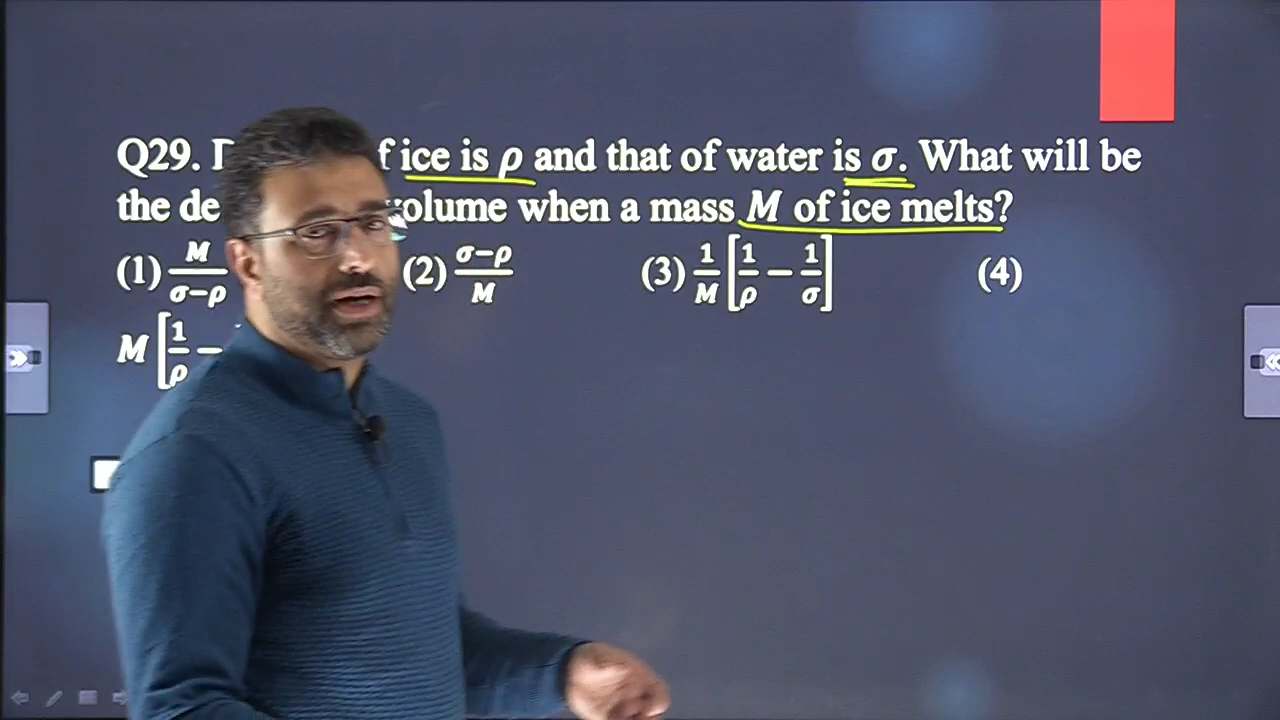 Q29. of ice is ρ and that of water is σ. What will be
the volume when a mass M of ice melts?
(1) M/(σ−ρ) (2) (σ−ρ)/M (3) 1/M [1/ρ − 1/σ] (4)
M [1/ρ −